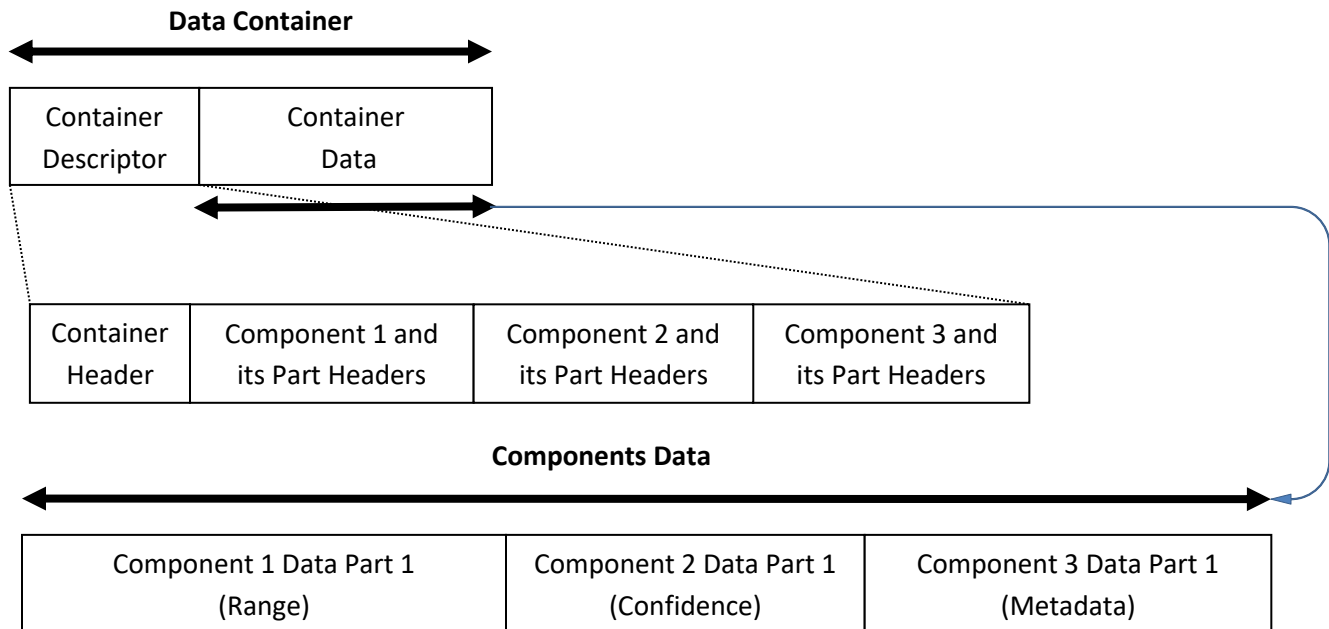 Data Container
Container
Descriptor
Container
Data
Container
Header
Component 1 and
its Part Headers
Component 2 and
its Part Headers
Component 3 and
its Part Headers
Components Data
Component 1 Data Part 1
(Range)
Component 2 Data Part 1
(Confidence)
Component 3 Data Part 1
(Metadata)